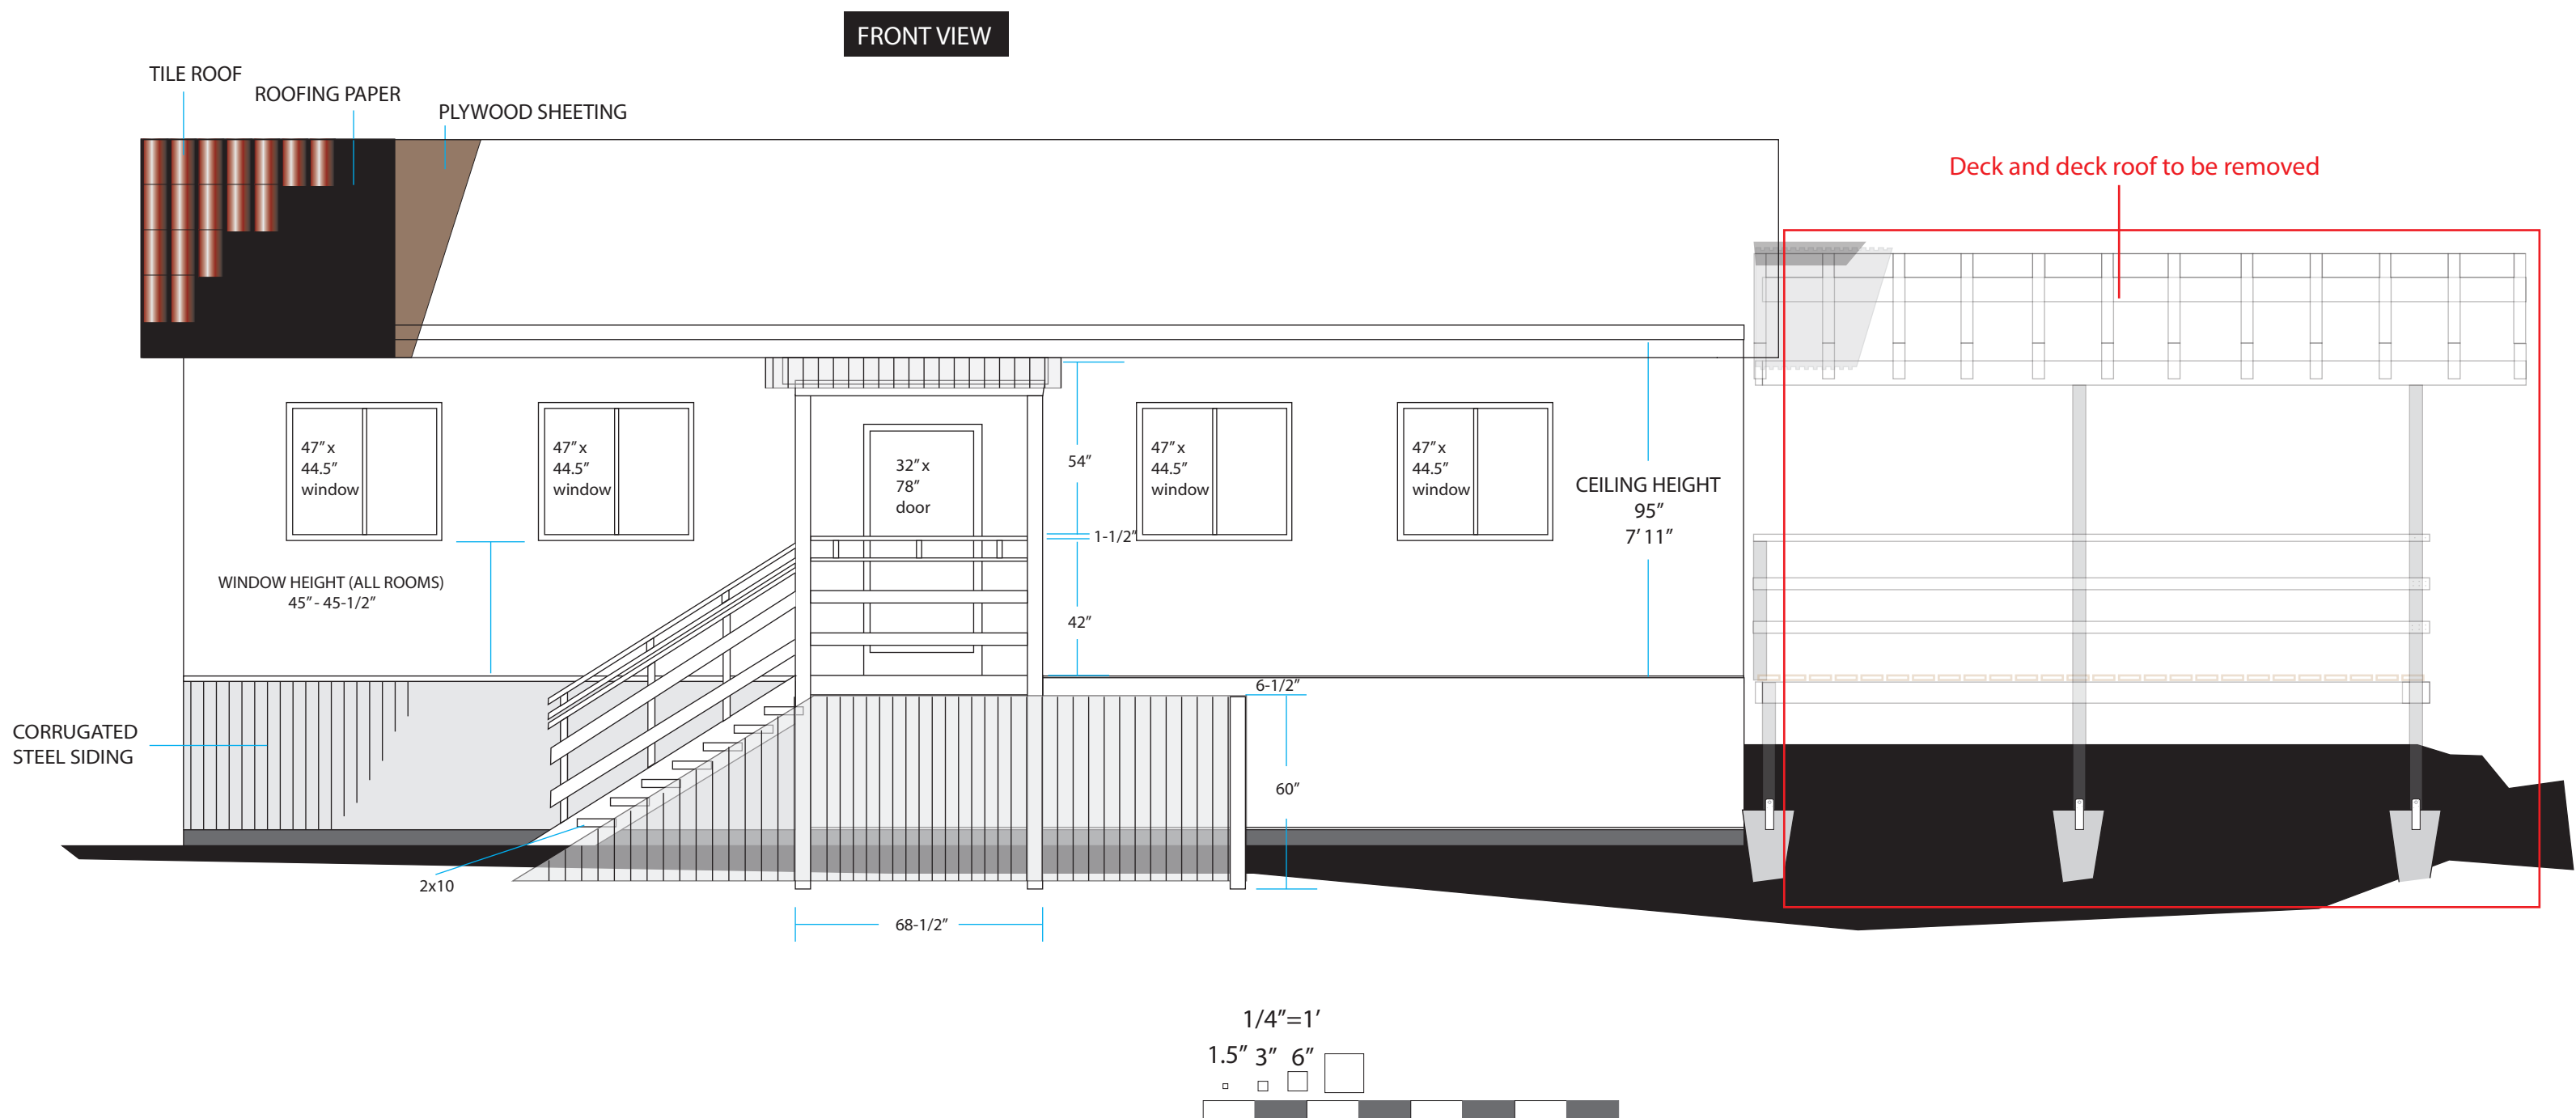 FRONT VIEW
TILE ROOF
ROOFING PAPER
PLYWOOD SHEETING
Deck and deck roof to be removed
47” x
44.5”
window
47” x
44.5”
window
32” x
78”
door
54”
47” x
44.5”
window
47” x
44.5”
window
CEILING HEIGHT
95”
7’ 11”
1-1/2”
WINDOW HEIGHT (ALL ROOMS)
45” - 45-1/2”
42”
6-1/2”
CORRUGATED
STEEL SIDING
60”
2x10
68-1/2”
1/4”=1’
1.5” 3” 6”